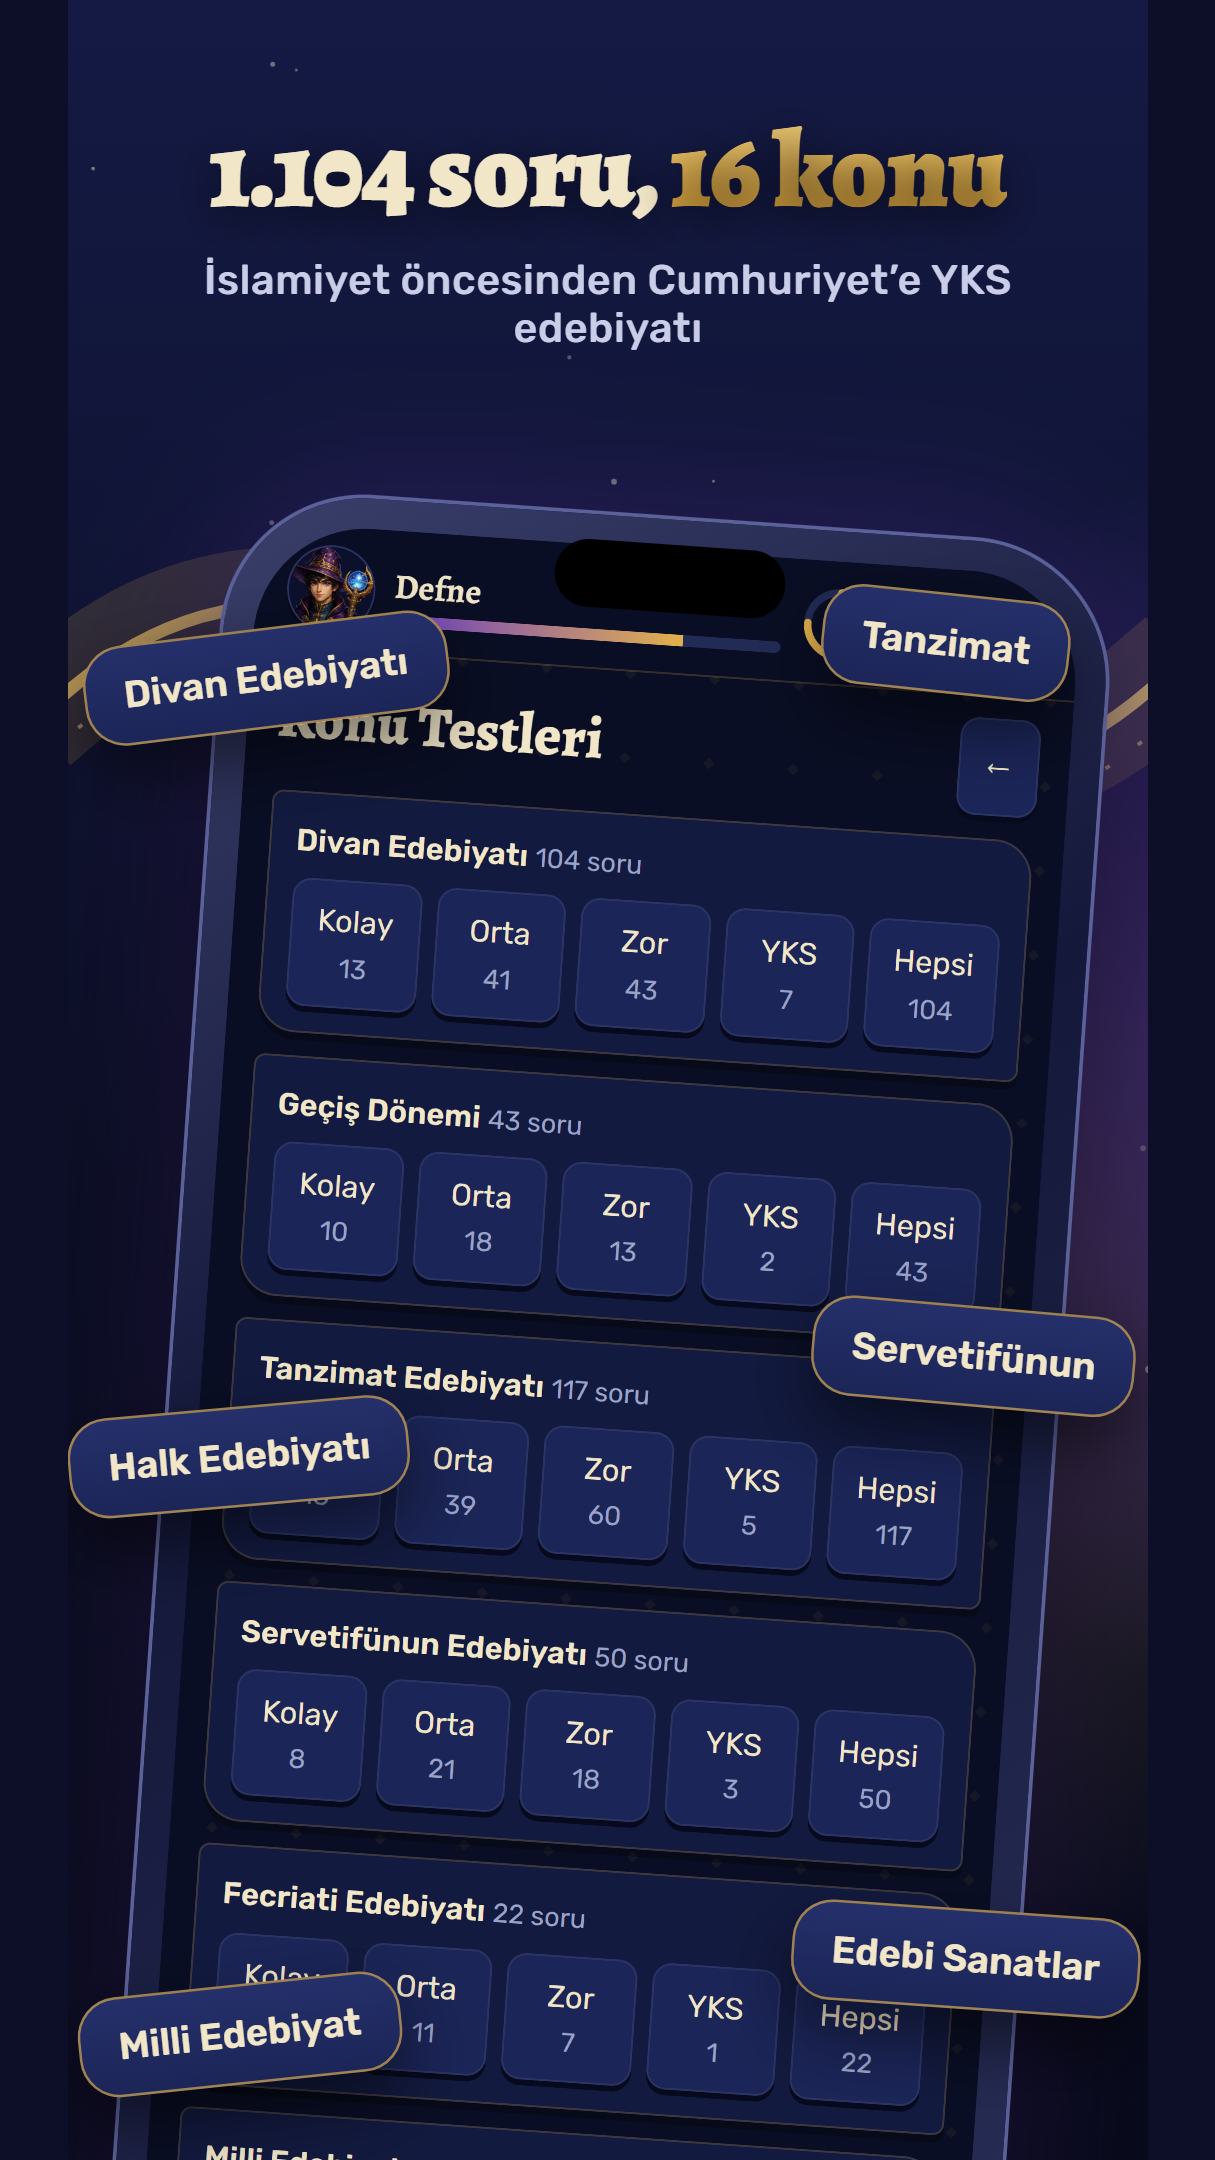 1.104 soru, 16 konu
İslamiyet öncesinden Cumhuriyet’e YKS
edebiyatı
Defne
Tanzimat
Divan Edebiyatı
Konu Testleri
←
Divan Edebiyatı 104 soru
Kolay Orta Zor YKS Hepsi
13 41 43 7 104
Geçiş Dönemi 43 soru
Kolay Orta Zor YKS Hepsi
10 18 13 2 43
Servetifünun
Tanzimat Edebiyatı 117 soru
Halk Edebiyatı
Orta Zor YKS Hepsi
39 60 5 117
Servetifünun Edebiyatı 50 soru
Kolay Orta Zor YKS Hepsi
8 21 18 3 50
Fecriati Edebiyatı 22 soru
Edebi Sanatlar
Kolay Orta Zor YKS Hepsi
11 7 1 22
Milli Edebiyat